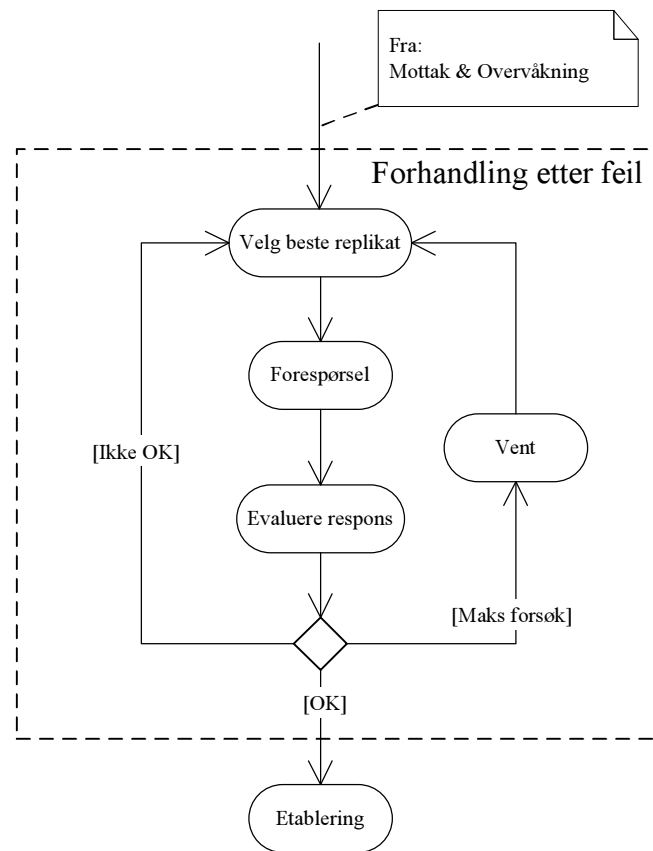 Fra:
Mottak & Overvåkning
Forhandling etter feil
Velg beste replikat
Forespørsel
[Ikke OK]
Vent
Evaluere respons
[Maks forsøk]
[OK]
Etablering